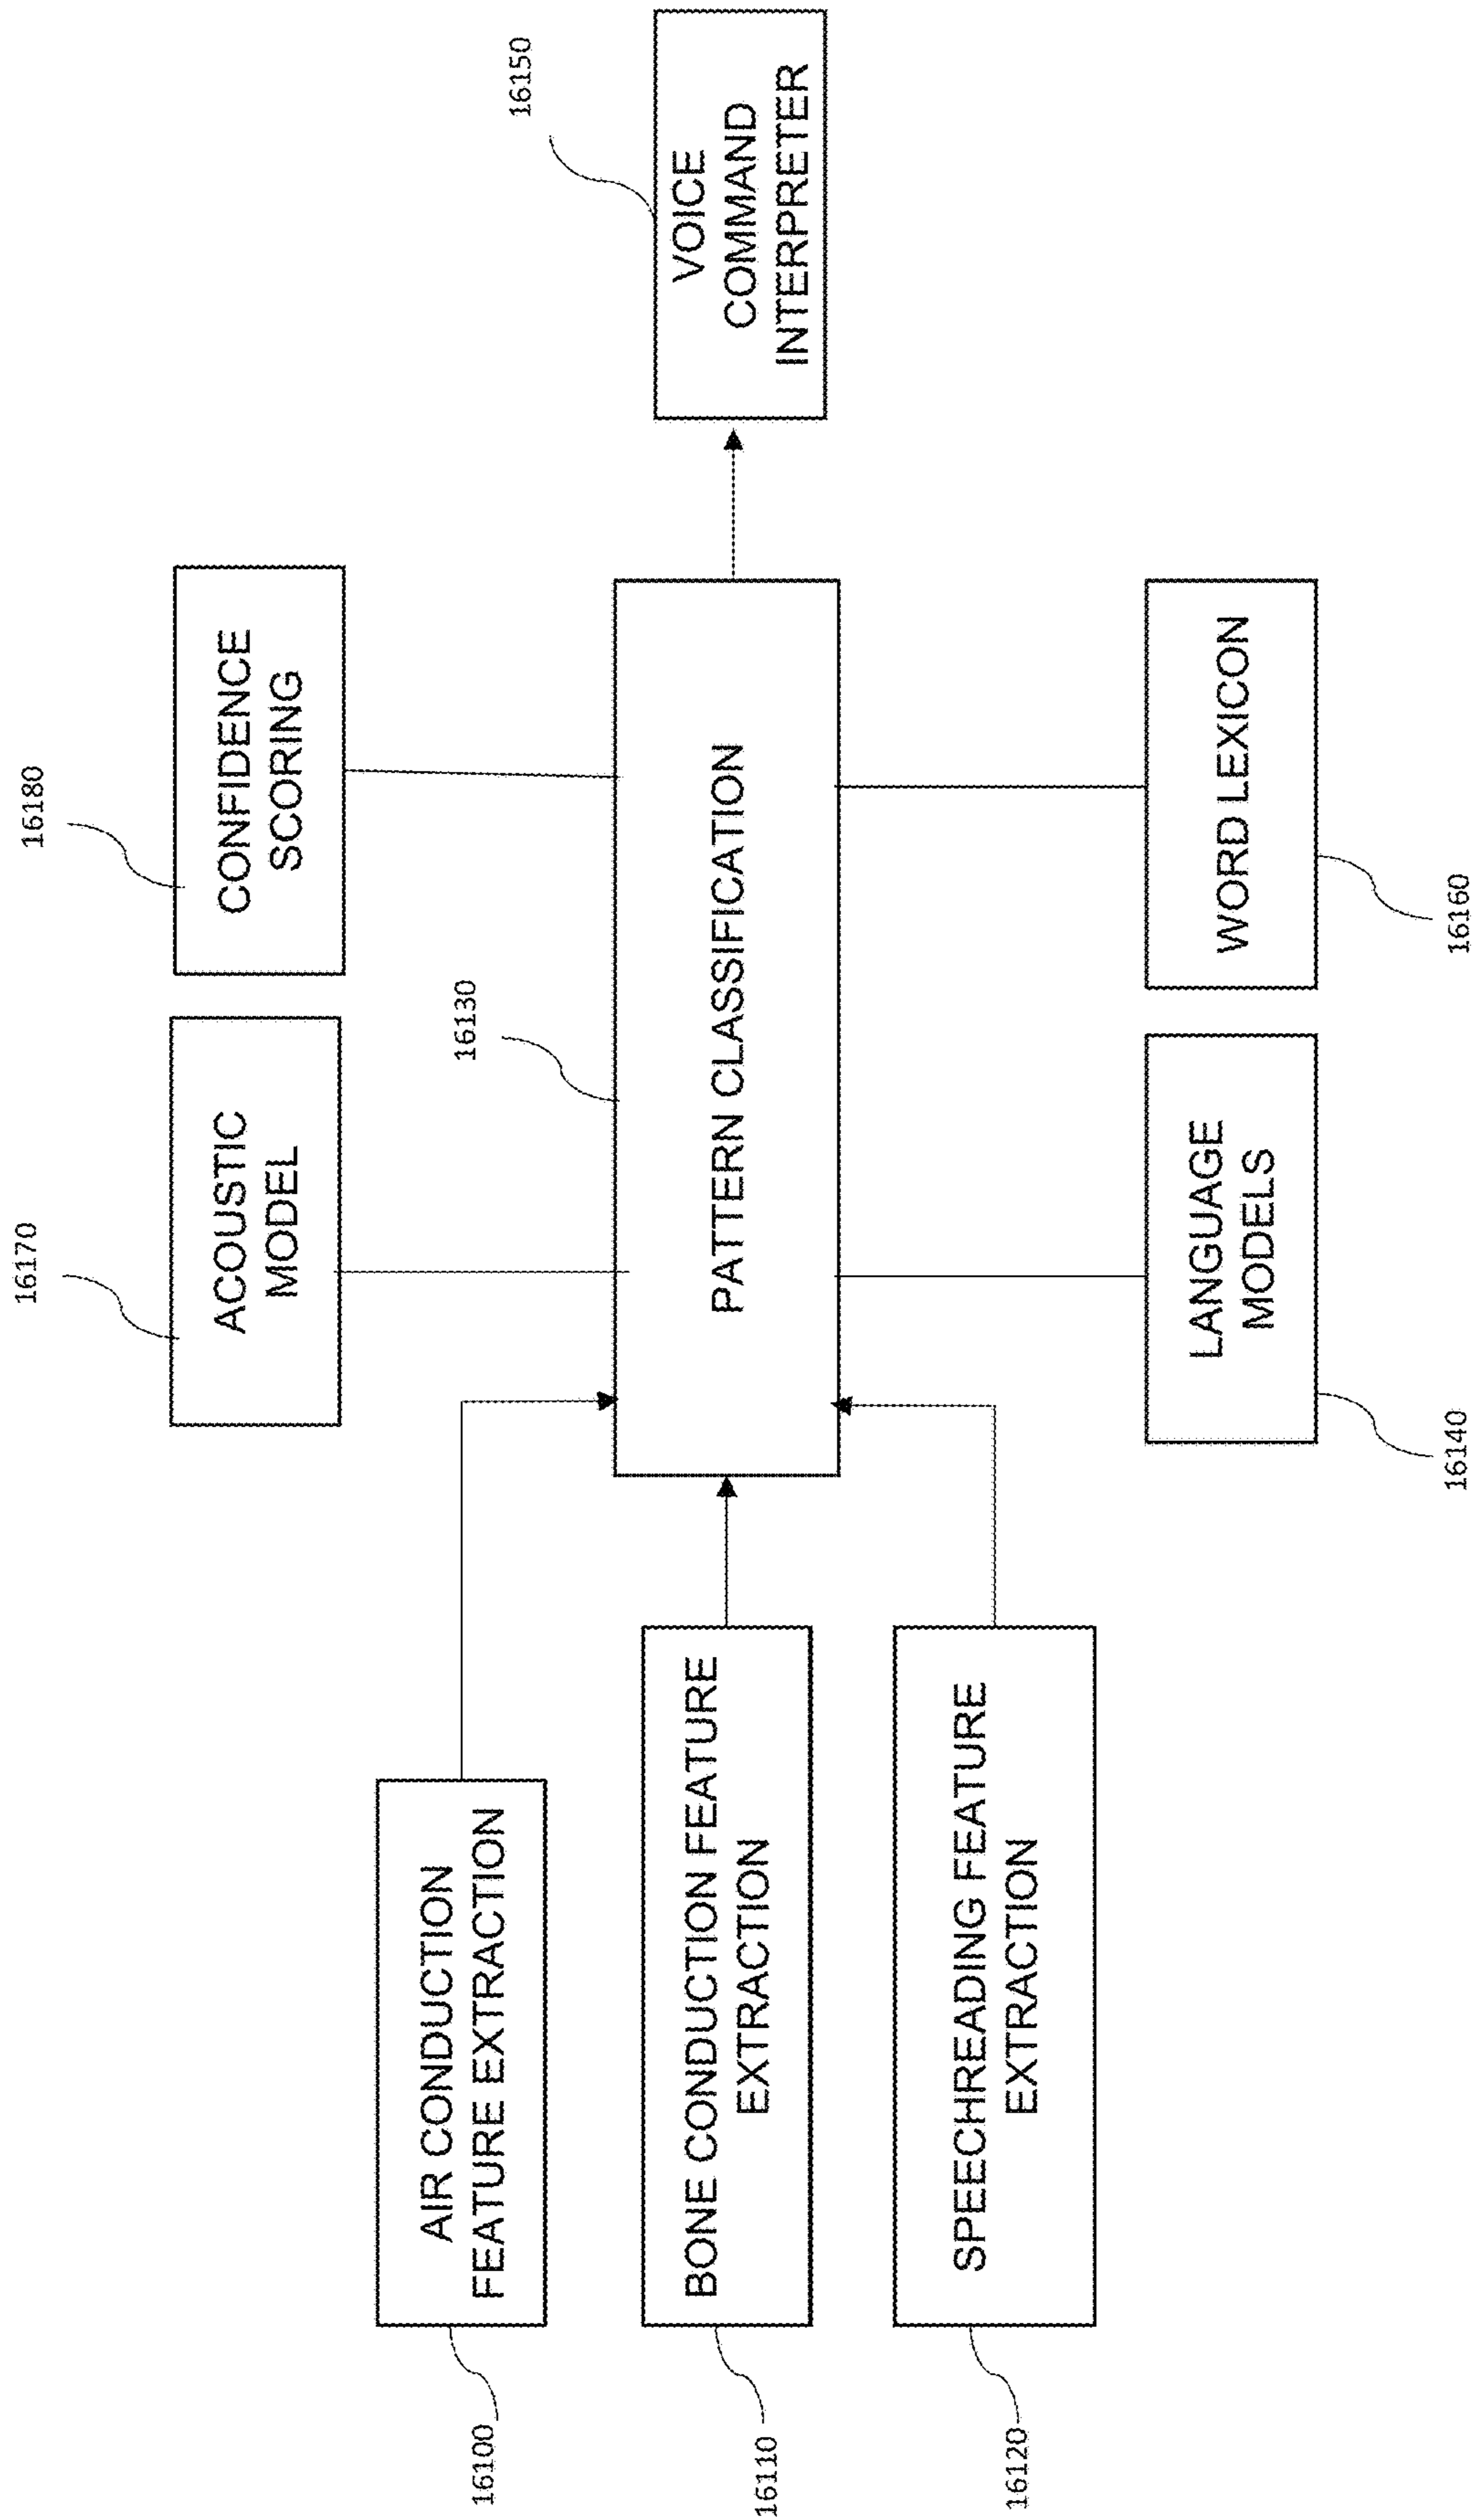 16170
16180
ACOUSTIC
MODEL
CONFIDENCE
SCORING
16100
AIR CONDUCTION
FEATURE EXTRACTION
16130
16150
16110
BONE CONDUCTION FEATURE
EXTRACTION
PATTERN CLASSIFICATION
VOICE
COMMAND
INTERPRETER
16120
SPEECHREADING FEATURE
EXTRACTION
LANGUAGE
MODELS
WORD LEXICON
16140
16160